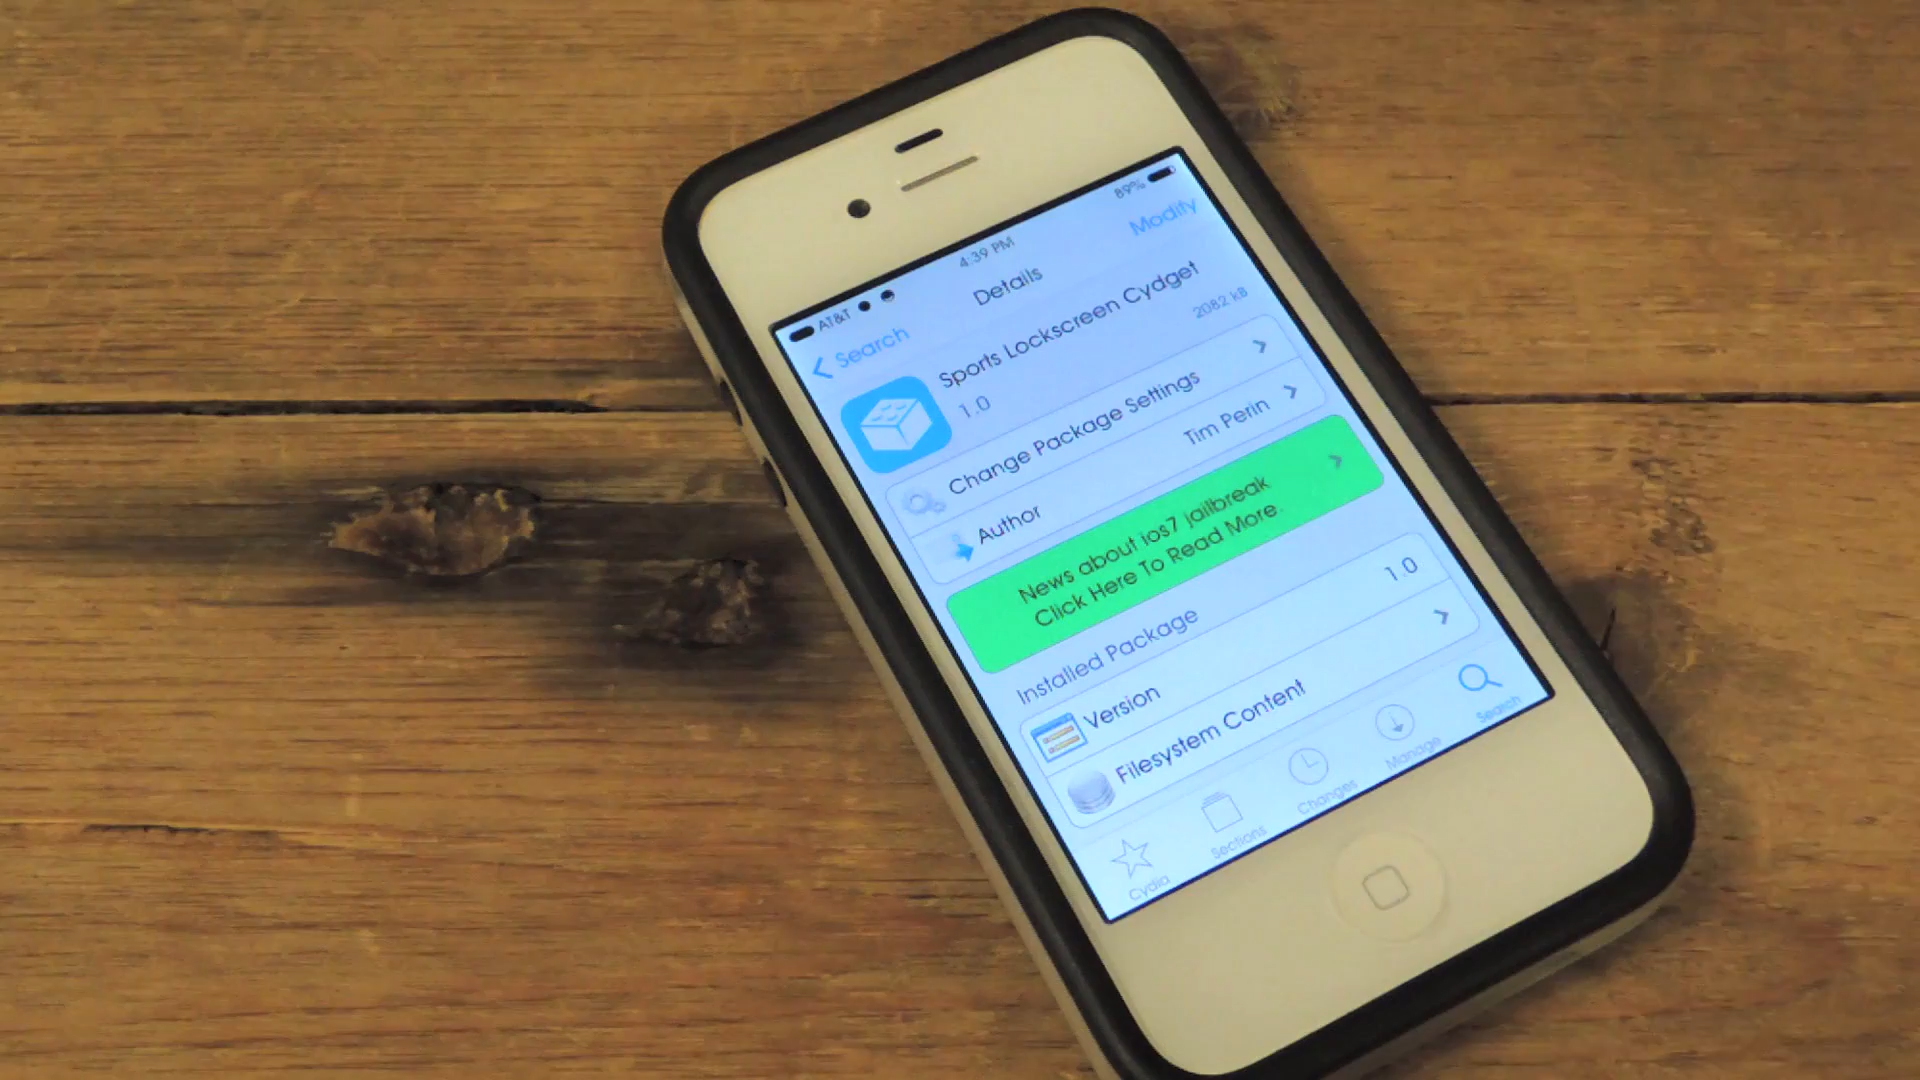 AT&T
4:39 PM
89%
Search
Details
Modify
Sports Lockscreen Cydget
1.0
2082 kB
Change Package Settings
Author
Tim Perin
News about ios7 jailbreak
Click Here To Read More.
Installed Package
Version
1.0
Filesystem Content
Cydia
Sections
Changes
Manage
Search